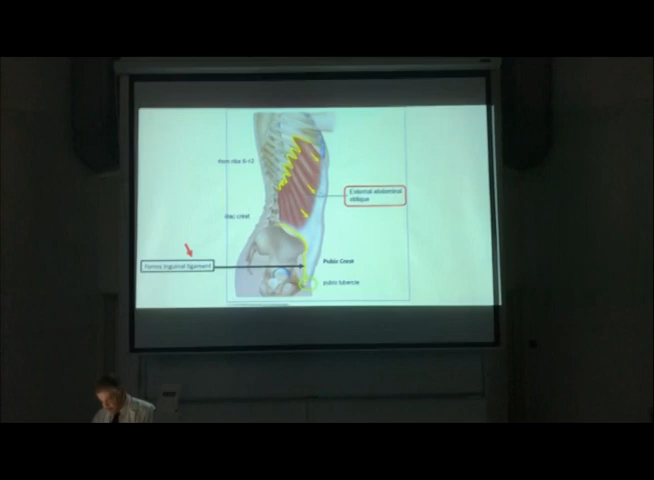 External abdominal
oblique
iliac crest
Pubic Crest
Forms inguinal ligament
pubic tubercle